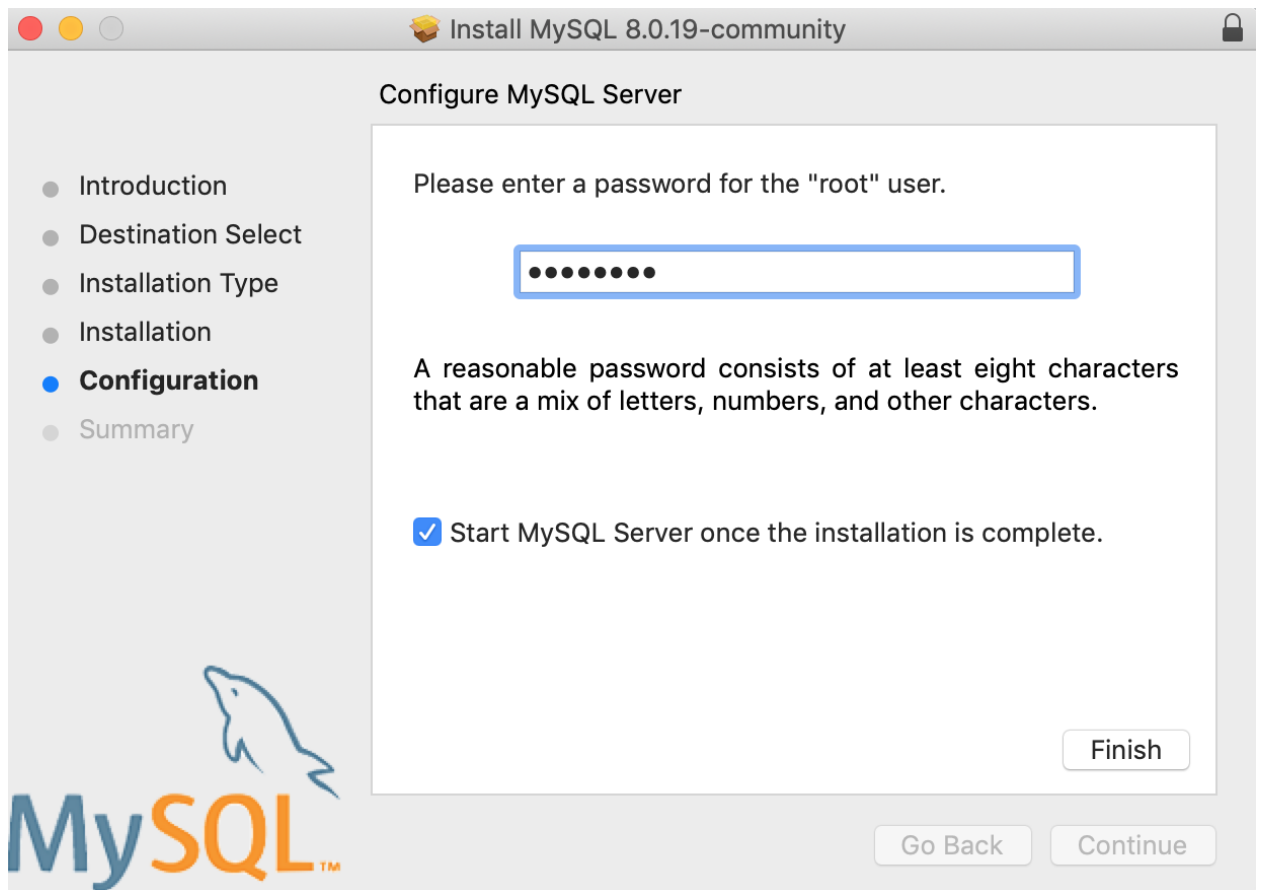 Install MySQL 8.0.19-community
Configure MySQL Server
Introduction
Destination Select
Installation Type
Installation
Configuration
Summary
Please enter a password for the "root" user.
••••••••
A reasonable password consists of at least eight characters
that are a mix of letters, numbers, and other characters.
Start MySQL Server once the installation is complete.
Finish
MySQL™
Go Back
Continue